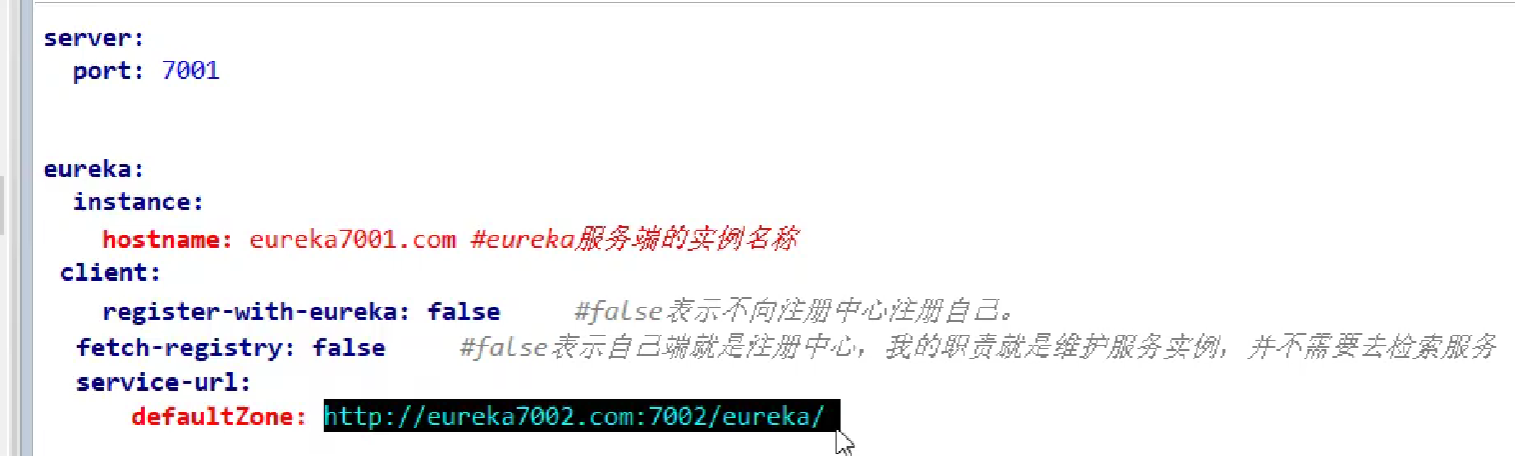 server:
port: 7001
eureka:
instance:
hostname: eureka7001.com #eureka服务端的实例名称
client:
register-with-eureka: false #false表示不向注册中心注册自己。
fetch-registry: false #false表示自己端就是注册中心，我的职责就是维护服务实例，并不需要去检索服务
service-url:
defaultZone: http://eureka7002.com:7002/eureka/